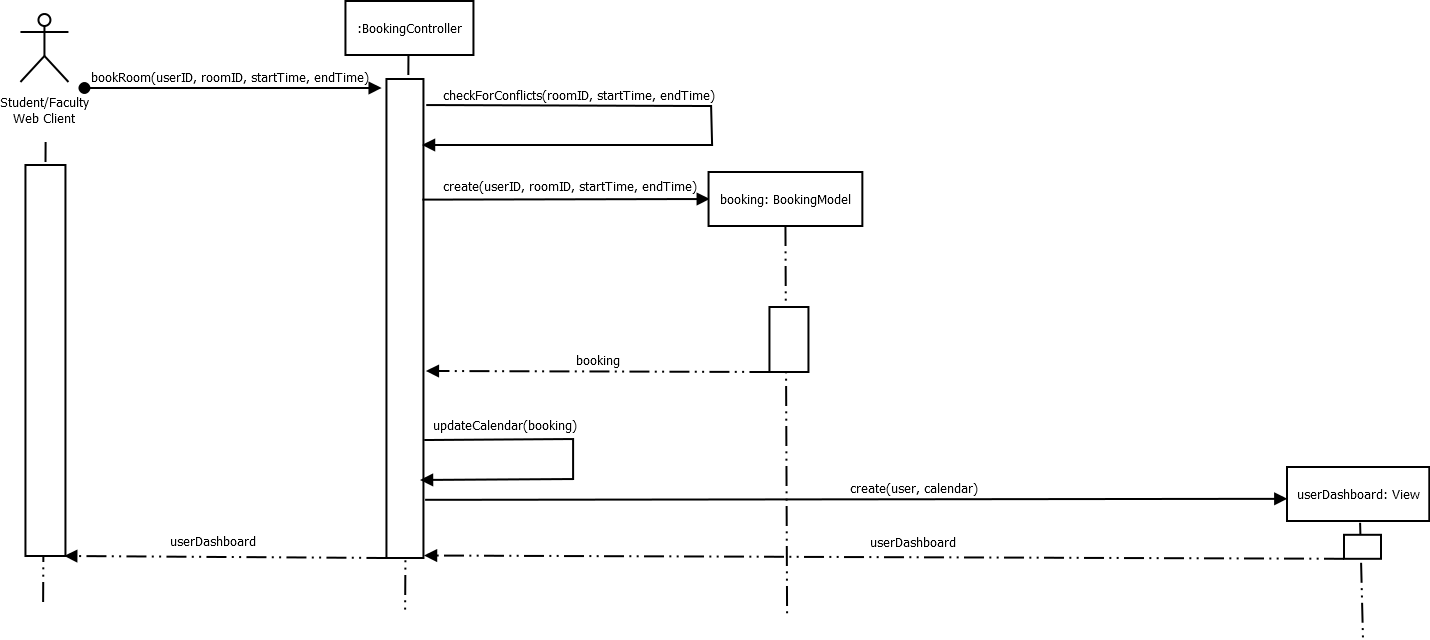 :BookingController
bookRoom(userID, roomID, startTime, endTime)
Student/Faculty
Web Client
checkForConflicts(roomID, startTime, endTime)
create(userID, roomID, startTime, endTime)
booking: BookingModel
booking
updateCalendar(booking)
create(user, calendar)
userDashboard: View
userDashboard
userDashboard